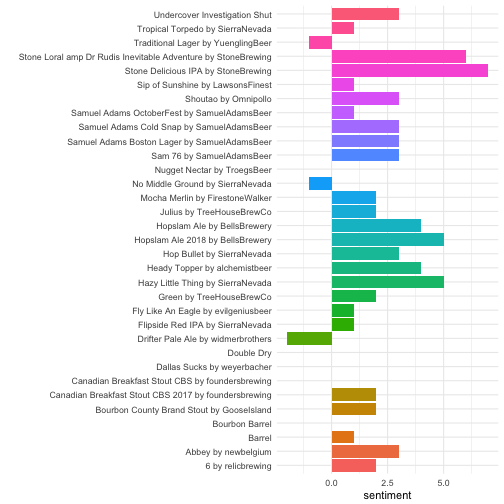 Undercover Investigation Shut
Tropical Torpedo by SierraNevada
Traditional Lager by YuenglingBeer
Stone Loral amp Dr Rudis Inevitable Adventure by StoneBrewing
Stone Delicious IPA by StoneBrewing
Sip of Sunshine by LawsonsFinest
Shoutao by Omnipollo
Samuel Adams OctoberFest by SamuelAdamsBeer
Samuel Adams Cold Snap by SamuelAdamsBeer
Samuel Adams Boston Lager by SamuelAdamsBeer
Sam 76 by SamuelAdamsBeer
Nugget Nectar by TroegsBeer
No Middle Ground by SierraNevada
Mocha Merlin by FirestoneWalker
Julius by TreeHouseBrewCo
Hopslam Ale by BellsBrewery
Hopslam Ale 2018 by BellsBrewery
Hop Bullet by SierraNevada
Heady Topper by alchemistbeer
Hazy Little Thing by SierraNevada
Green by TreeHouseBrewCo
Fly Like An Eagle by evilgeniusbeer
Flipside Red IPA by SierraNevada
Drifter Pale Ale by widmerbrothers
Double Dry
Dallas Sucks by weyerbacher
Canadian Breakfast Stout CBS by foundersbrewing
Canadian Breakfast Stout CBS 2017 by foundersbrewing
Bourbon County Brand Stout by GooseIsland
Bourbon Barrel
Barrel
Abbey by newbelgium
6 by relicbrewing
0.0 2.5 5.0
sentiment